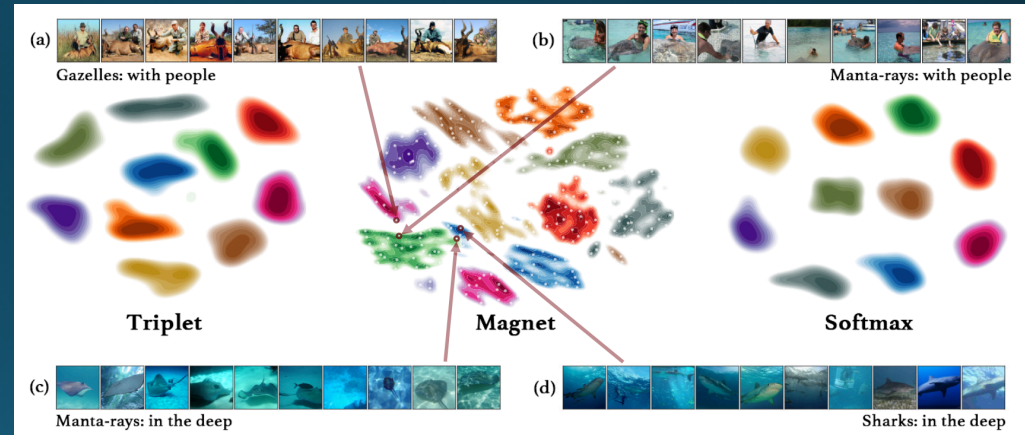 (a)
Gazelles: with people
(b)
Manta-rays: with people
Triplet
Magnet
Softmax
(c)
Manta-rays: in the deep
(d)
Sharks: in the deep